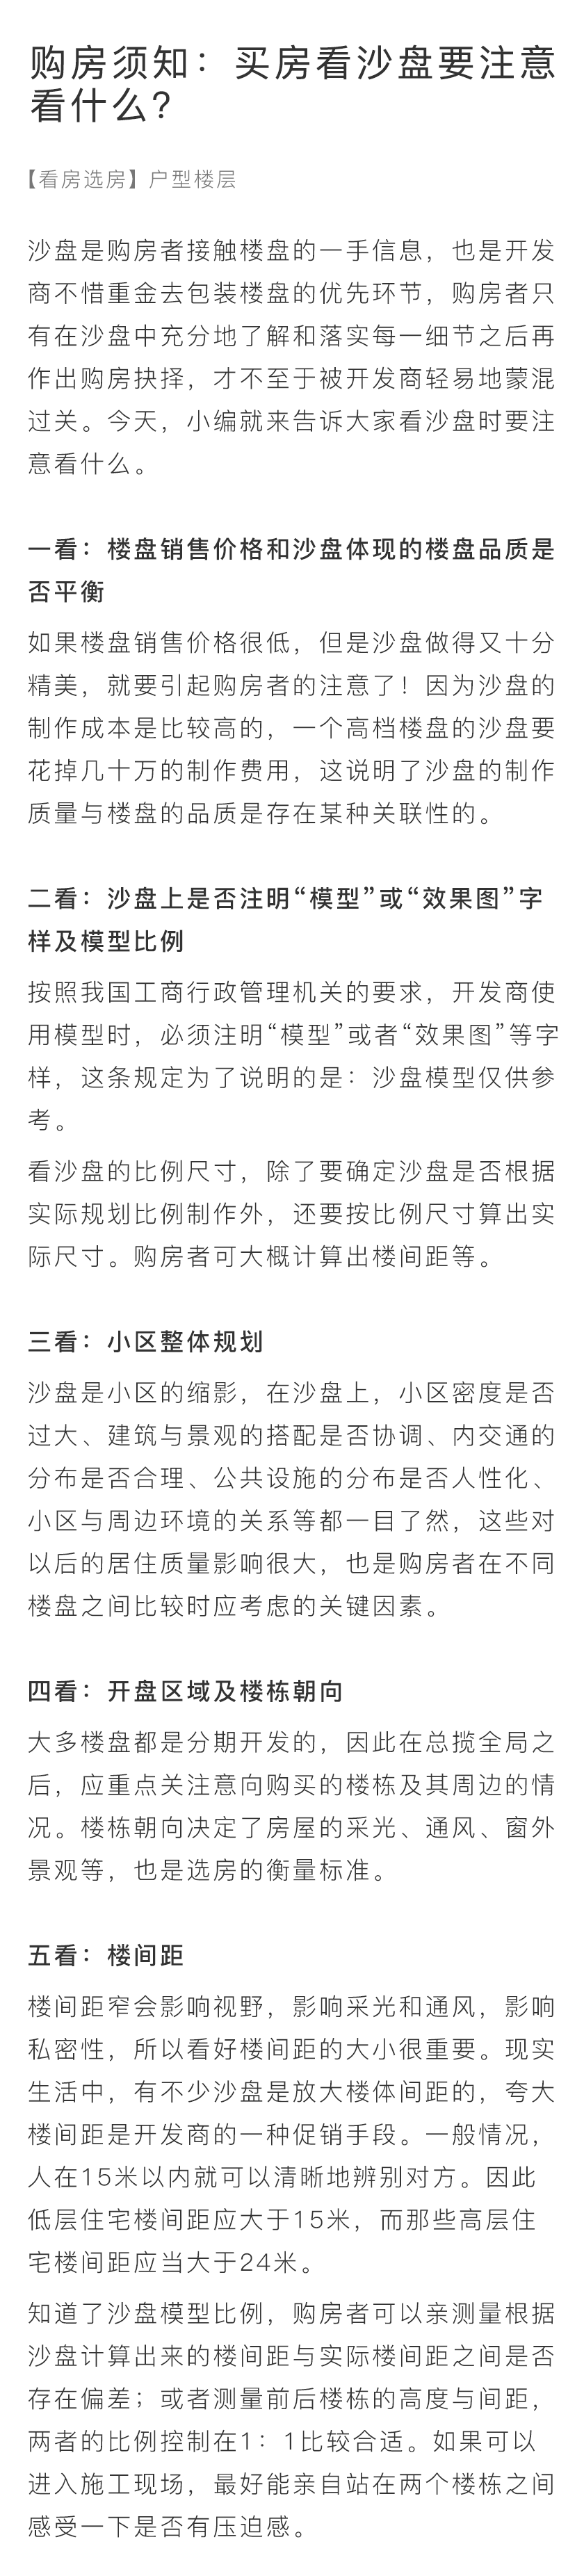 购房须知：买房看沙盘要注意
看什么？
【看房选房】户型楼层
沙盘是购房者接触楼盘的一手信息，也是开发
商不惜重金去包装楼盘的优先环节，购房者只
有在沙盘中充分地了解和落实每一细节之后再
作出购房抉择，才不至于被开发商轻易地蒙混
过关。今天，小编就来告诉大家看沙盘时要注
意看什么。
一看：楼盘销售价格和沙盘体现的楼盘品质是
否平衡
如果楼盘销售价格很低，但是沙盘做得又十分
精美，就要引起购房者的注意了！因为沙盘的
制作成本是比较高的，一个高档楼盘的沙盘要
花掉几十万的制作费用，这说明了沙盘的制作
质量与楼盘的品质是存在某种关联性的。
二看：沙盘上是否注明“模型”或“效果图”字
样及模型比例
按照我国工商行政管理机关的要求，开发商使
用模型时，必须注明“模型”或者“效果图”等字
样，这条规定为了说明的是：沙盘模型仅供参
考。
看沙盘的比例尺寸，除了要确定沙盘是否根据
实际规划比例制作外，还要按比例尺寸算出实
际尺寸。购房者可大概计算出楼间距等。
三看：小区整体规划
沙盘是小区的缩影，在沙盘上，小区密度是否
过大、建筑与景观的搭配是否协调、内交通的
分布是否合理、公共设施的分布是否人性化、
小区与周边环境的关系等都一目了然，这些对
以后的居住质量影响很大，也是购房者在不同
楼盘之间比较时应考虑的关键因素。
四看：开盘区域及楼栋朝向
大多楼盘都是分期开发的，因此在总揽全局之
后，应重点关注意向购买的楼栋及其周边的情
况。楼栋朝向决定了房屋的采光、通风、窗外
景观等，也是选房的衡量标准。
五看：楼间距
楼间距窄会影响视野，影响采光和通风，影响
私密性，所以看好楼间距的大小很重要。现实
生活中，有不少沙盘是放大楼体间距的，夸大
楼间距是开发商的一种促销手段。一般情况，
人在15米以内就可以清晰地辨别对方。因此
低层住宅楼间距应大于15米，而那些高层住
宅楼间距应当大于24米。
知道了沙盘模型比例，购房者可以亲测量根据
沙盘计算出来的楼间距与实际楼间距之间是否
存在偏差；或者测量前后楼栋的高度与间距，
两者的比例控制在1：1比较合适。如果可以
进入施工现场，最好能亲自站在两个楼栋之间
感受一下是否有压迫感。